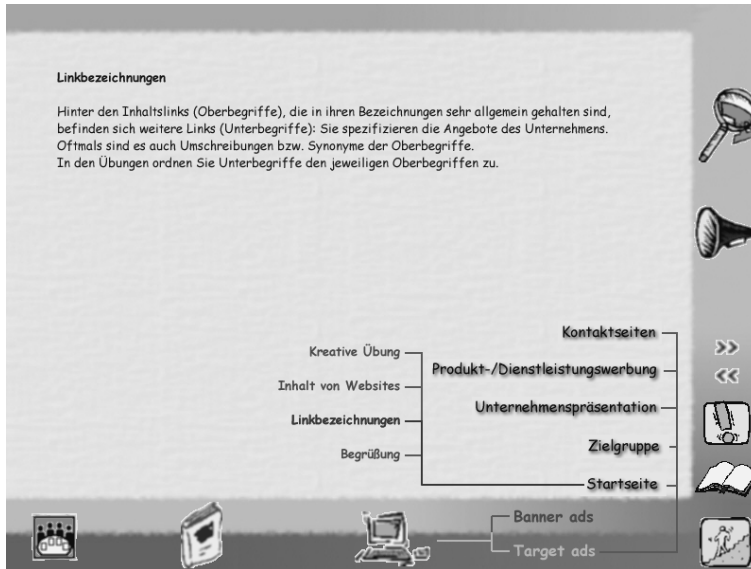 Linkbezeichnungen
Hinter den Inhaltslinks (Oberbegriffe), die in ihren Bezeichnungen sehr allgemein gehalten sind,
befinden sich weitere Links (Unterbegriffe): Sie spezifizieren die Angebote des Unternehmens.
Oftmals sind es auch Umschreibungen bzw. Synonyme der Oberbegriffe.
In den Übungen ordnen Sie Unterbegriffe den jeweiligen Oberbegriffen zu.
Kontaktseiten
Produkt-/Dienstleistungswerbung
Unternehmenspräsentation
Zielgruppe
Startseite
Kreative Übung
Inhalt von Websites
Linkbezeichnungen
Begrüßung
Banner ads
Target ads